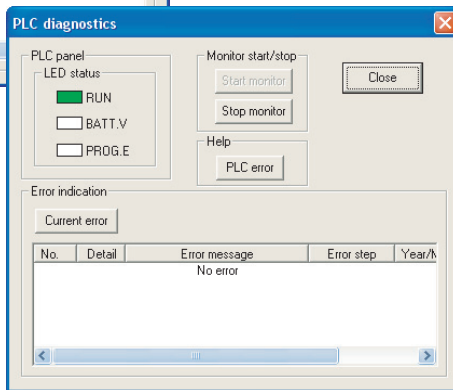 PLC diagnostics
PLC panel
LED status
RUN
BATT.V
PROG.E
Monitor start/stop
Start monitor
Stop monitor
Close
Help
PLC error
Error indication
Current error
No. Detail Error message Error step Year/M
No error